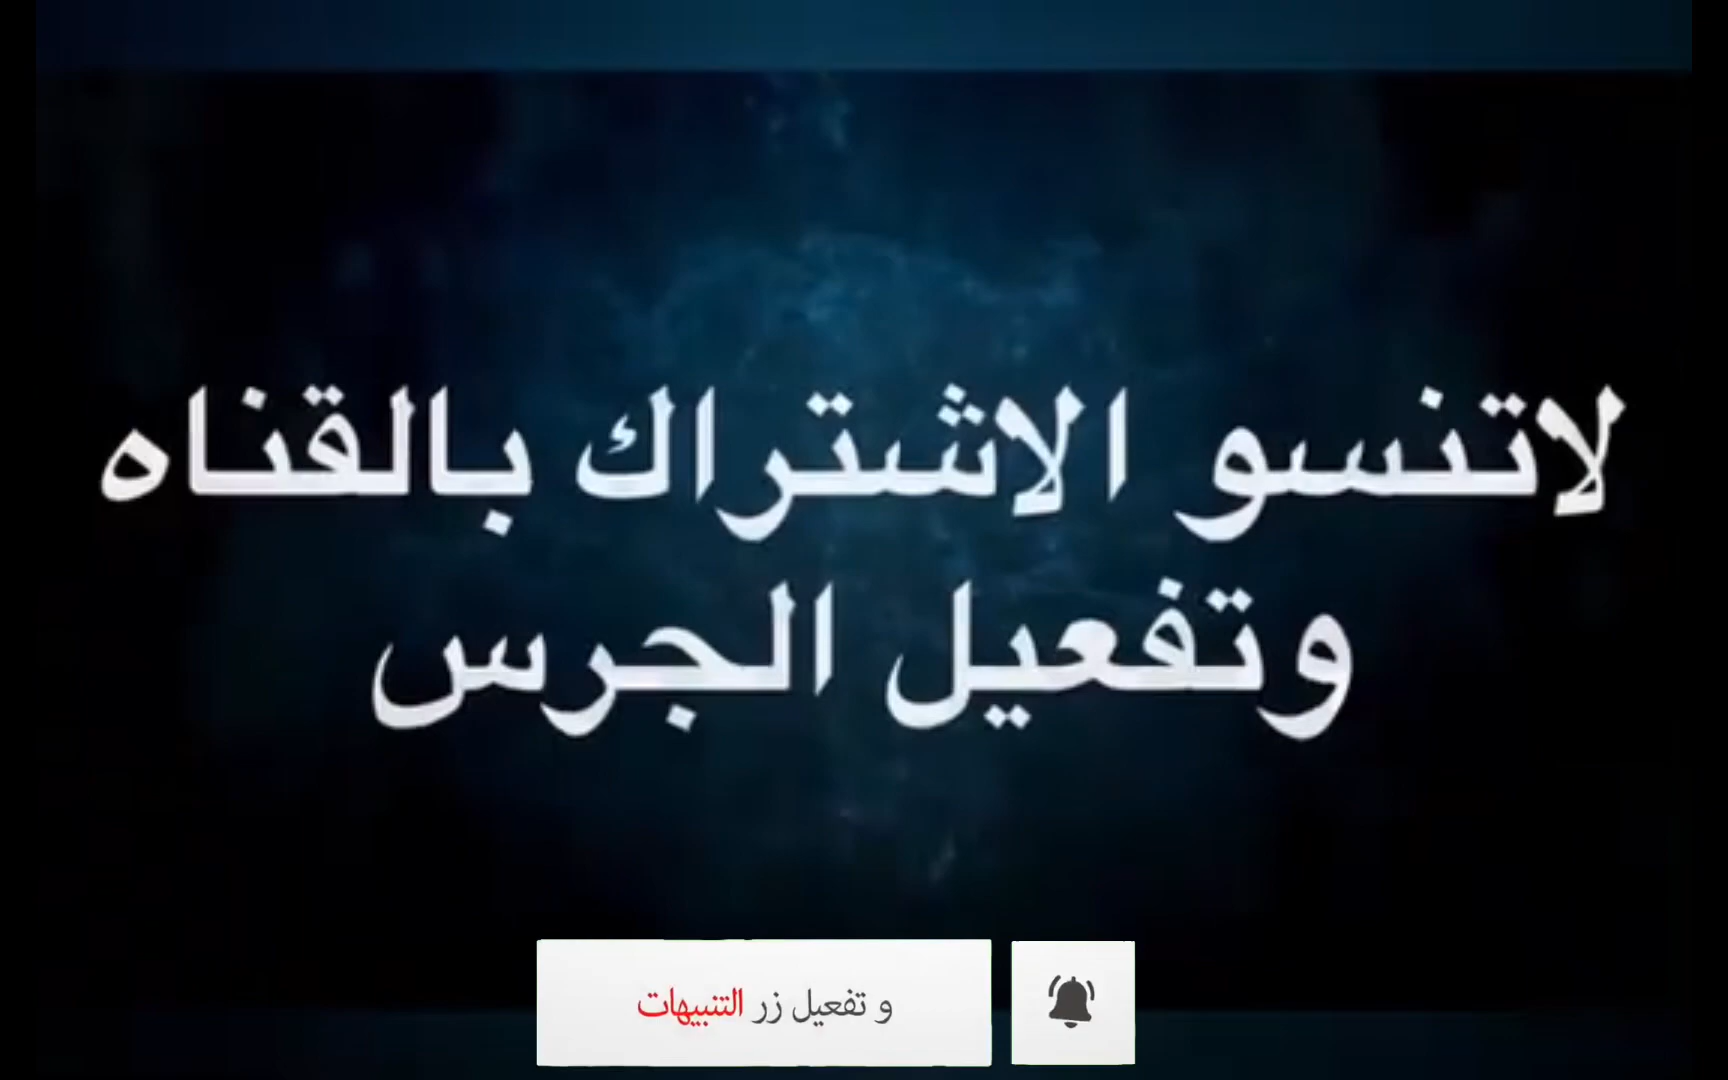 لاتنسو الاشتراك بالقناه
وتفعيل الجرس
و تفعيل زر التنبيهات